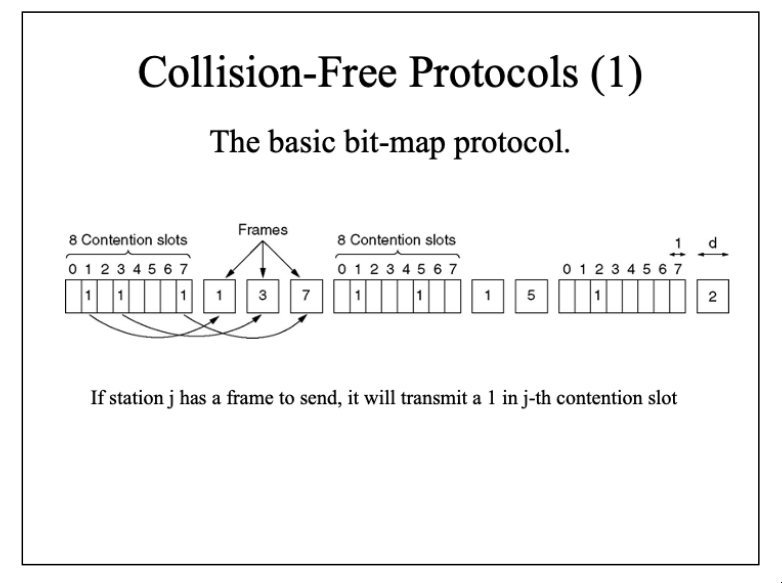 Collision-Free Protocols (1)
The basic bit-map protocol.
Frames
8 Contention slots
8 Contention slots
1 d
0 1 2 3 4 5 6 7
0 1 2 3 4 5 6 7
0 1 2 3 4 5 6 7
1 1 1 1 3 7 1 1 1 5 1 2
If station j has a frame to send, it will transmit a 1 in j-th contention slot